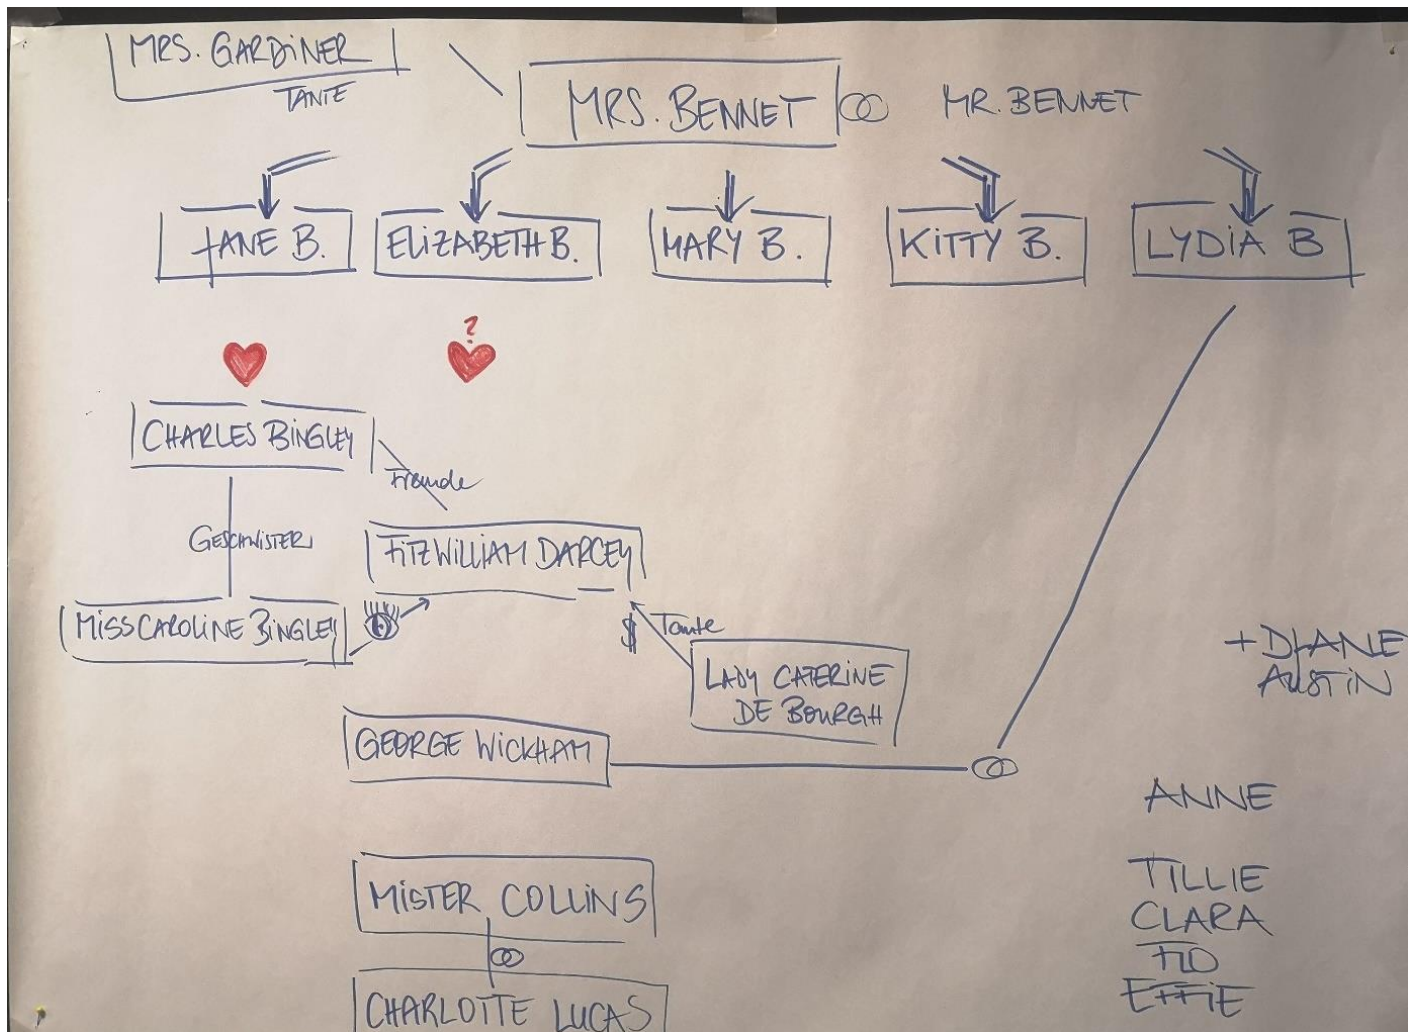 MRS. GARDINER
TANTE
MRS. BENNET
MR. BENNET
JANE B.
ELIZABETH B.
MARY B.
KITTY B.
LYDIA B
?
CHARLES BINGLEY
Freunde
GESCHWISTER
FITZWILLIAM DARCEY
MISS CAROLINE BINGLEY
$
Tante
LADY CATERINE
DE BOURGH
+ DJANE
AUSTIN
GEORGE WICKHAM
ANNE
MISTER COLLINS
TILLIE
CLARA
FLO
EFFIE
CHARLOTTE LUCAS